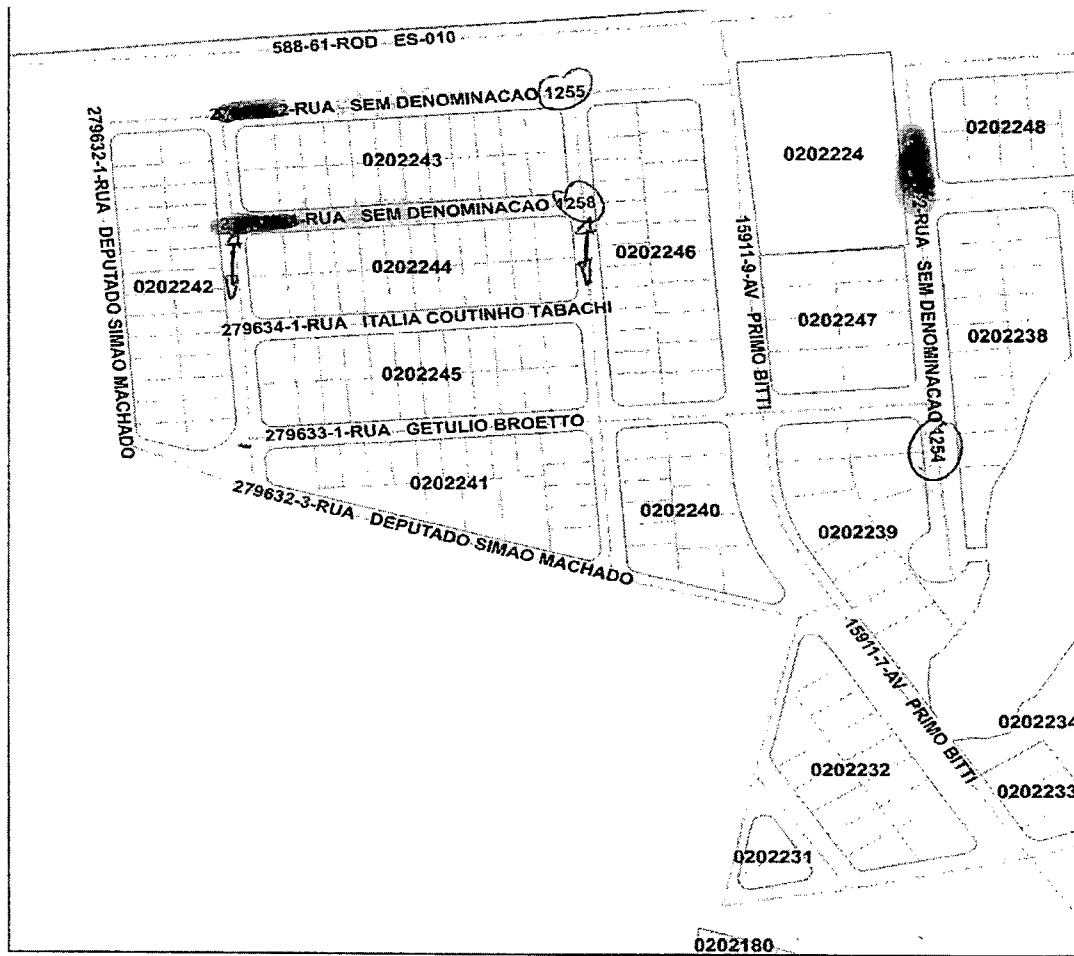 588-61-ROD ES-010
2-RUA SEM DENOMINACAO 1255
0202243
-RUA SEM DENOMINACAO 1258
0202244
0202242
279632-1-RUA DEPUTADO SIMAO MACHADO
279634-1-RUA ITALIA COUTINHO TABACHI
0202245
279633-1-RUA GETULIO BROETTO
0202241
279632-3-RUA DEPUTADO SIMAO MACHADO
0202246
0202240
15911-9-AV PRIMO BITTI
0202224
0202247
0202248
2-RUA SEM DENOMINACAO 1254
0202238
0202239
15911-7-AV PRIMO BITTI
0202234
0202233
0202232
0202231
0202180